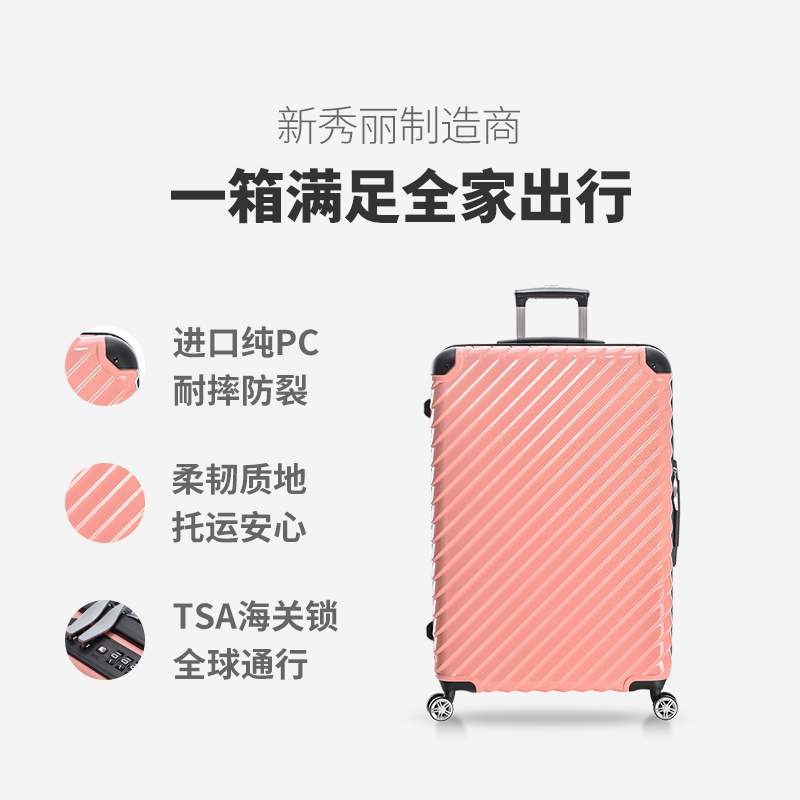 新秀丽制造商
一箱满足全家出行
进口纯PC
耐摔防裂
柔韧质地
托运安心
TSA海关锁
全球通行